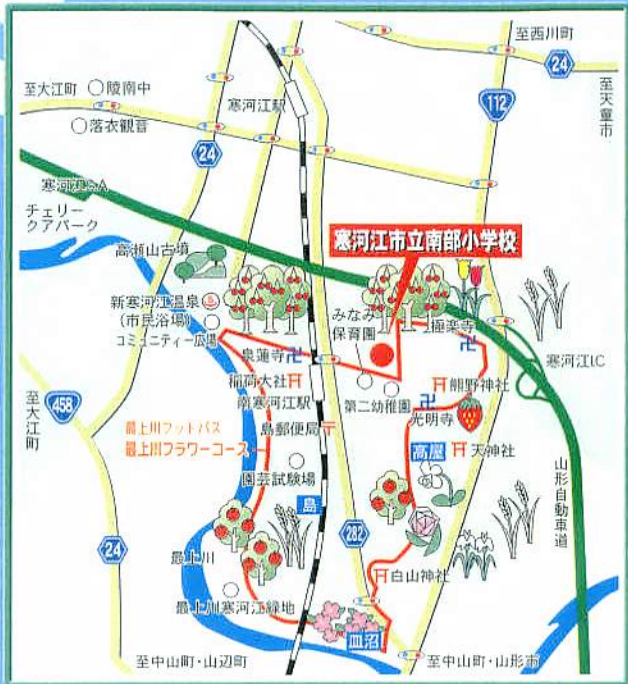 至西川町
24
至天童市
至大江町
陵南中
寒河江駅
112
落衣観音
24
寒河江S.A
チェリー
クアパーク
寒河江市立南部小学校
高瀬山古墳
新寒河江温泉
(市民浴場)
コミュニティー広場
みなみ
保育園
極楽寺
泉蓮寺
寒河江I.C
稲荷大社
熊野神社
至大江町
458
南寒河江駅
第二幼稚園
光明寺
最上川フットパス
最上川フラワーコース
島郵便局
高屋
天神社
園芸試験場
島
山形自動車道
282
24
最上川
白山神社
最上川寒河江緑地
皿沼
至中山町・山辺町
至中山町・山形市